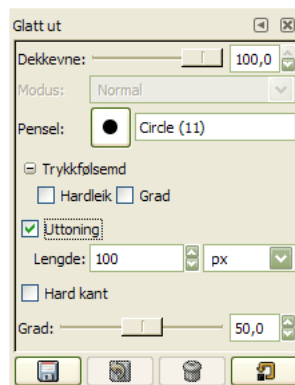 Glatt ut
Dekkevne: 100,0
Modus: Normal
Pensel: Circle (11)
Trykkfølsemd
Hardleik Grad
Uttoning
Lengde: 100 px
Hard kant
Grad: 50,0